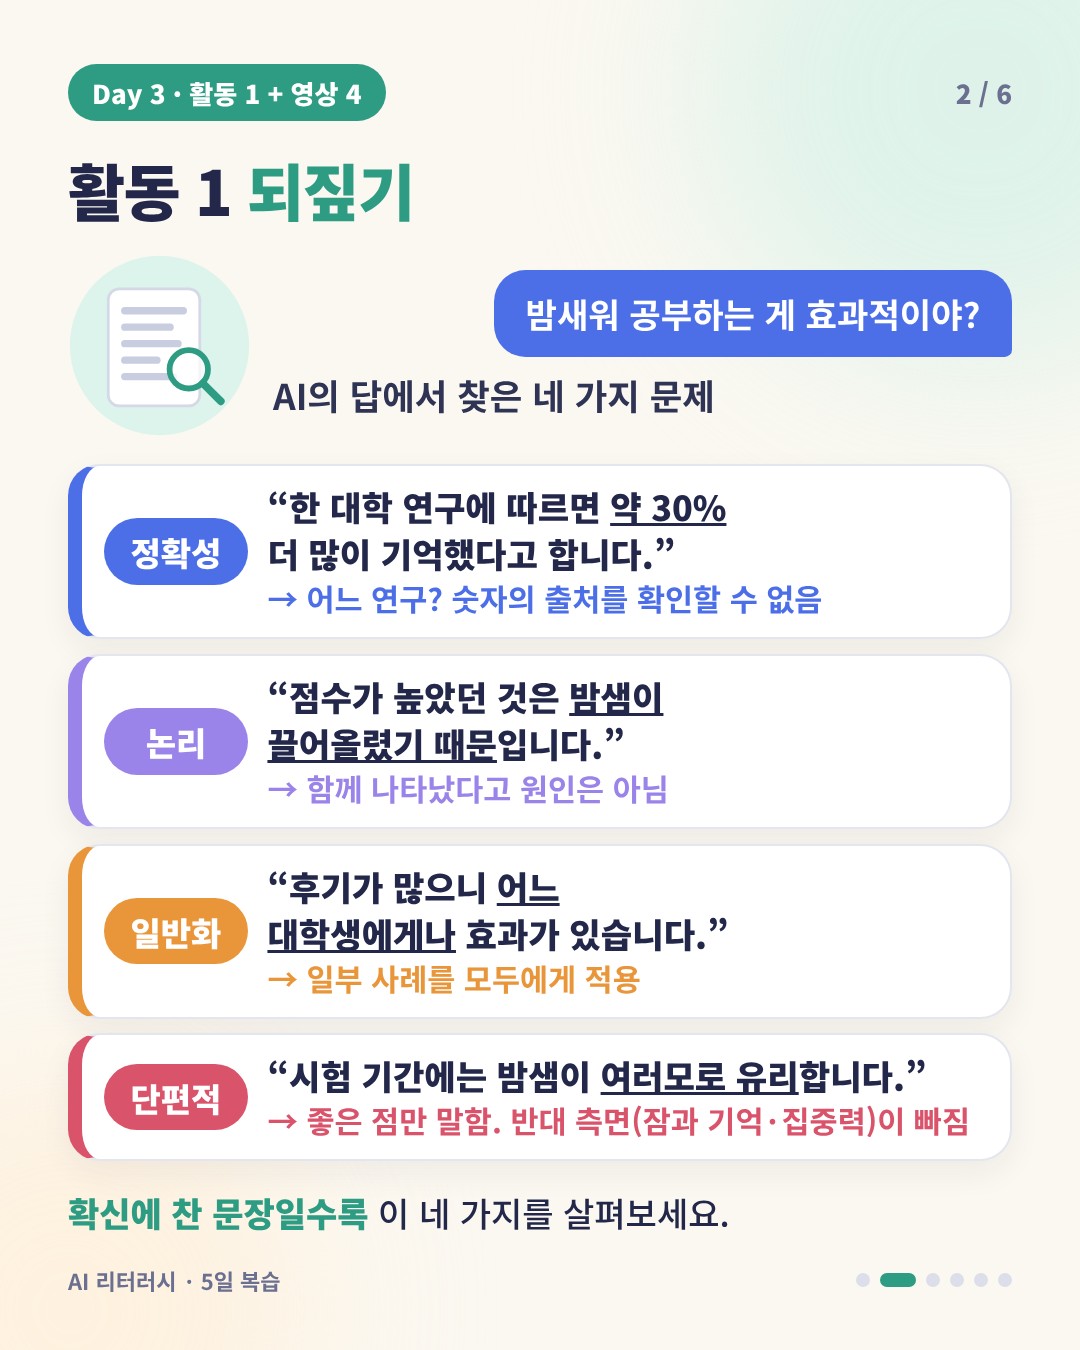 Day 3 · 활동 1 + 영상 4
2 / 6
활동 1 되짚기
밤새워 공부하는 게 효과적이야?
AI의 답에서 찾은 네 가지 문제
정확성
“한 대학 연구에 따르면 약 30%
더 많이 기억했다고 합니다.”
→ 어느 연구? 숫자의 출처를 확인할 수 없음
논리
“점수가 높았던 것은 밤샘이
끌어올렸기 때문입니다.”
→ 함께 나타났다고 원인은 아님
일반화
“후기가 많으니 어느
대학생에게나 효과가 있습니다.”
→ 일부 사례를 모두에게 적용
단편적
“시험 기간에는 밤샘이 여러모로 유리합니다.”
→ 좋은 점만 말함. 반대 측면(잠과 기억·집중력)이 빠짐
확신에 찬 문장일수록 이 네 가지를 살펴보세요.
AI 리터러시 · 5일 복습